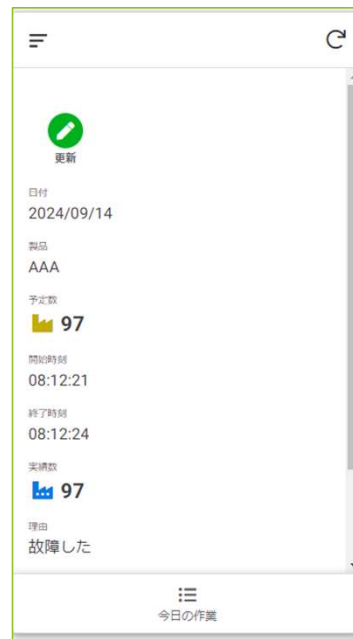 更新
日付
2024/09/14
製品
AAA
予定数
97
開始時刻
08:12:21
終了時刻
08:12:24
実績数
97
理由
故障した
今日の作業